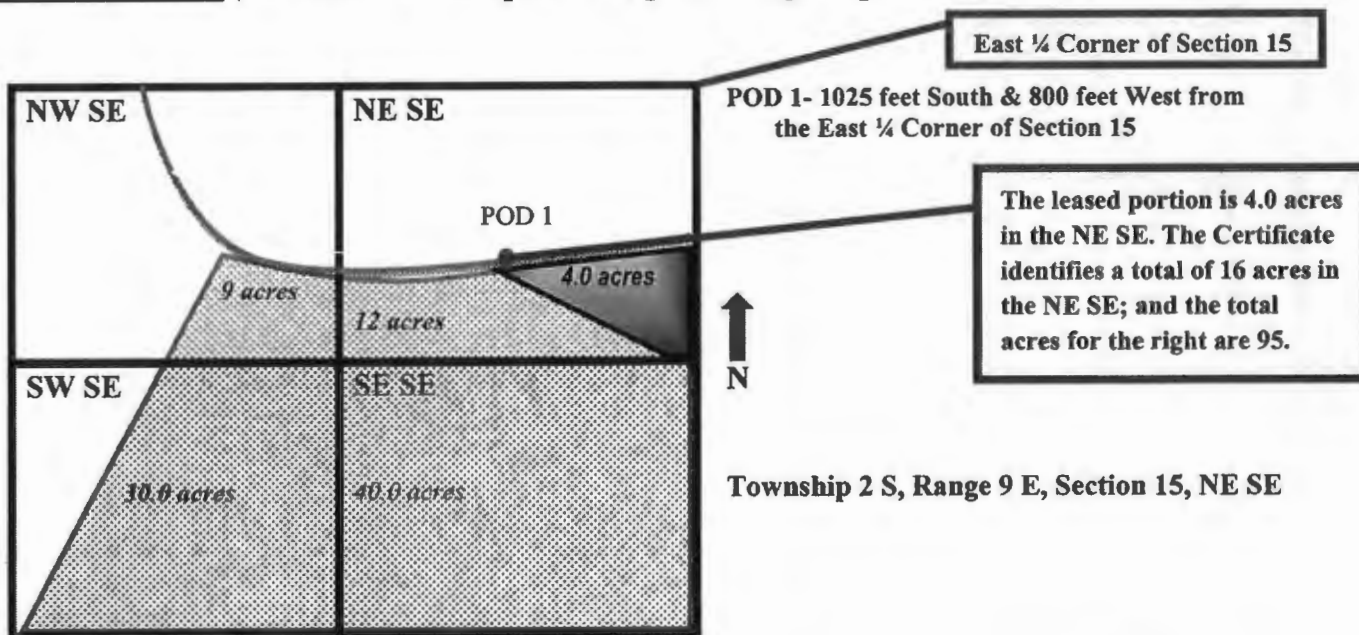 East ¼ Corner of Section 15
NW SE
NE SE
POD 1- 1025 feet South & 800 feet West from
the East ¼ Corner of Section 15
POD 1
The leased portion is 4.0 acres
in the NE SE. The Certificate
identifies a total of 16 acres in
the NE SE; and the total
acres for the right are 95.
9 acres
4.0 acres
12 acres
N
SW SE
SE SE
30.0 acres
40.0 acres
Township 2 S, Range 9 E, Section 15, NE SE